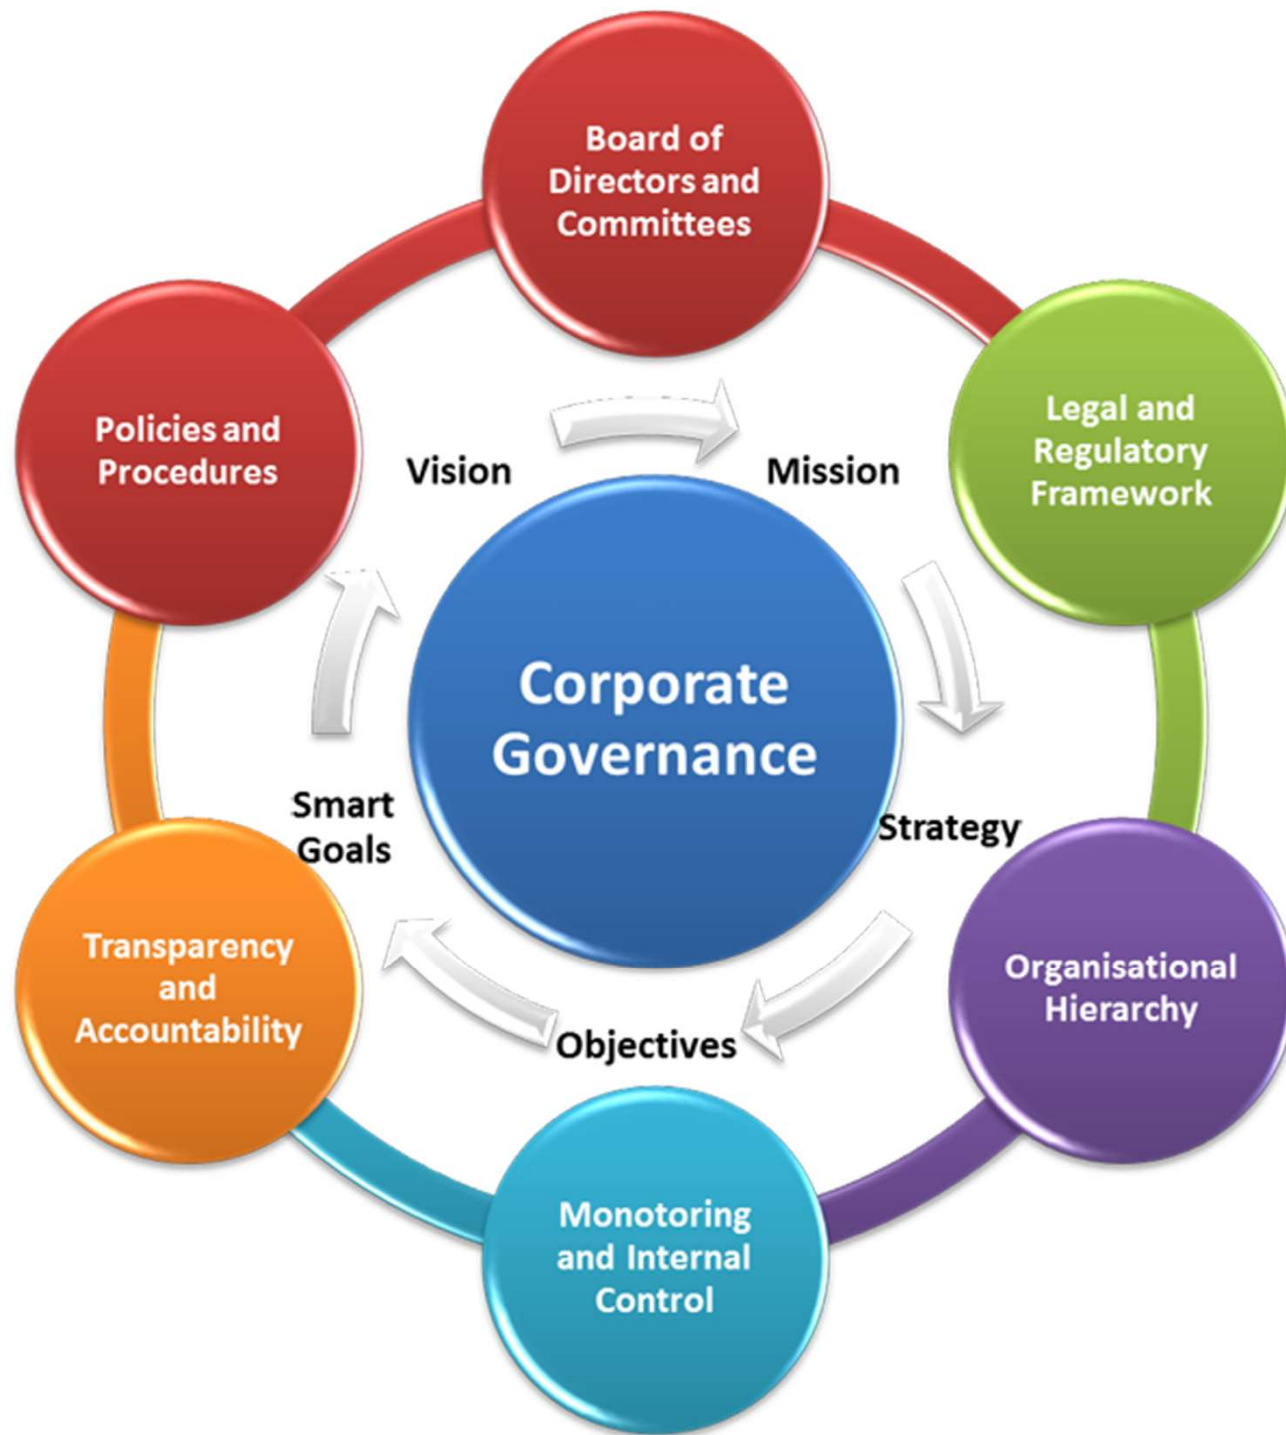 Board of
Directors and
Committees
Policies and
Procedures
Legal and
Regulatory
Framework
Vision
Mission
Corporate
Governance
Smart
Goals
Strategy
Transparency
and
Accountability
Organisational
Hierarchy
Objectives
Monotoring
and Internal
Control